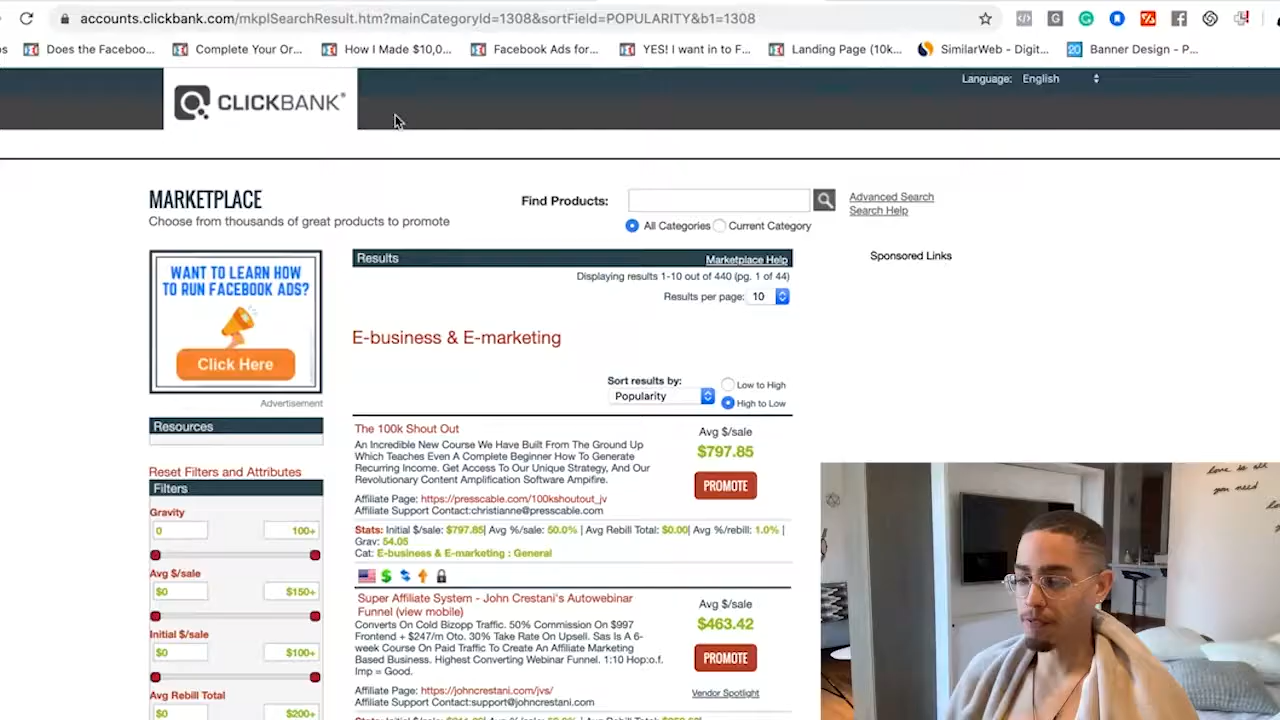 accounts.clickbank.com/mkplSearchResult.htm?mainCategoryId=1308&sortField=POPULARITY&b1=1308
Does the Faceboo... Complete Your Or... How I Made $10,0... Facebook Ads for... YES! I want in to F... Landing Page (10k... SimilarWeb - Digit... 20 Banner Design - P...
Language: English
CLICKBANK®
MARKETPLACE
Choose from thousands of great products to promote
Find Products:
Advanced Search
Search Help
All Categories Current Category
WANT TO LEARN HOW
TO RUN FACEBOOK ADS?
Click Here
Advertisement
Resources
Reset Filters and Attributes
Filters
Gravity
0 100+
Avg $/sale
$0 $150+
Initial $/sale
$0 $100+
Avg Rebill Total
$0 $200+
Results Marketplace Help
Displaying results 1-10 out of 440 (pg. 1 of 44)
Results per page: 10
E-business & E-marketing
Sort results by:
Popularity
Low to High
High to Low
The 100k Shout Out
An Incredible New Course We Have Built From The Ground Up
Which Teaches Even A Complete Beginner How To Generate
Recurring Income. Get Access To Our Unique Strategy, And Our
Revolutionary Content Amplification Software Ampifire.
Affiliate Page: https://presscable.com/100kshoutout_jv
Affiliate Support Contact:christianne@presscable.com
Avg $/sale
$797.85
PROMOTE
Stats: Initial $/sale: $797.85| Avg %/sale: 50.0% | Avg Rebill Total: $0.00| Avg %/rebill: 1.0% |
Grav: 54.05
Cat: E-business & E-marketing : General
Super Affiliate System - John Crestani's Autowebinar
Funnel (view mobile)
Converts On Cold Bizopp Traffic. 50% Commission On $997
Frontend + $247/m Oto. 30% Take Rate On Upsell. Sas Is A 6-
week Course On Paid Traffic To Create An Affiliate Marketing
Based Business. Highest Converting Webinar Funnel. 1:10 Hop:o.f.
Imp = Good.
Affiliate Page: https://johncrestani.com/jvs/
Affiliate Support Contact:support@johncrestani.com
Avg $/sale
$463.42
PROMOTE
Vendor Spotlight
Sponsored Links
love is all
you need